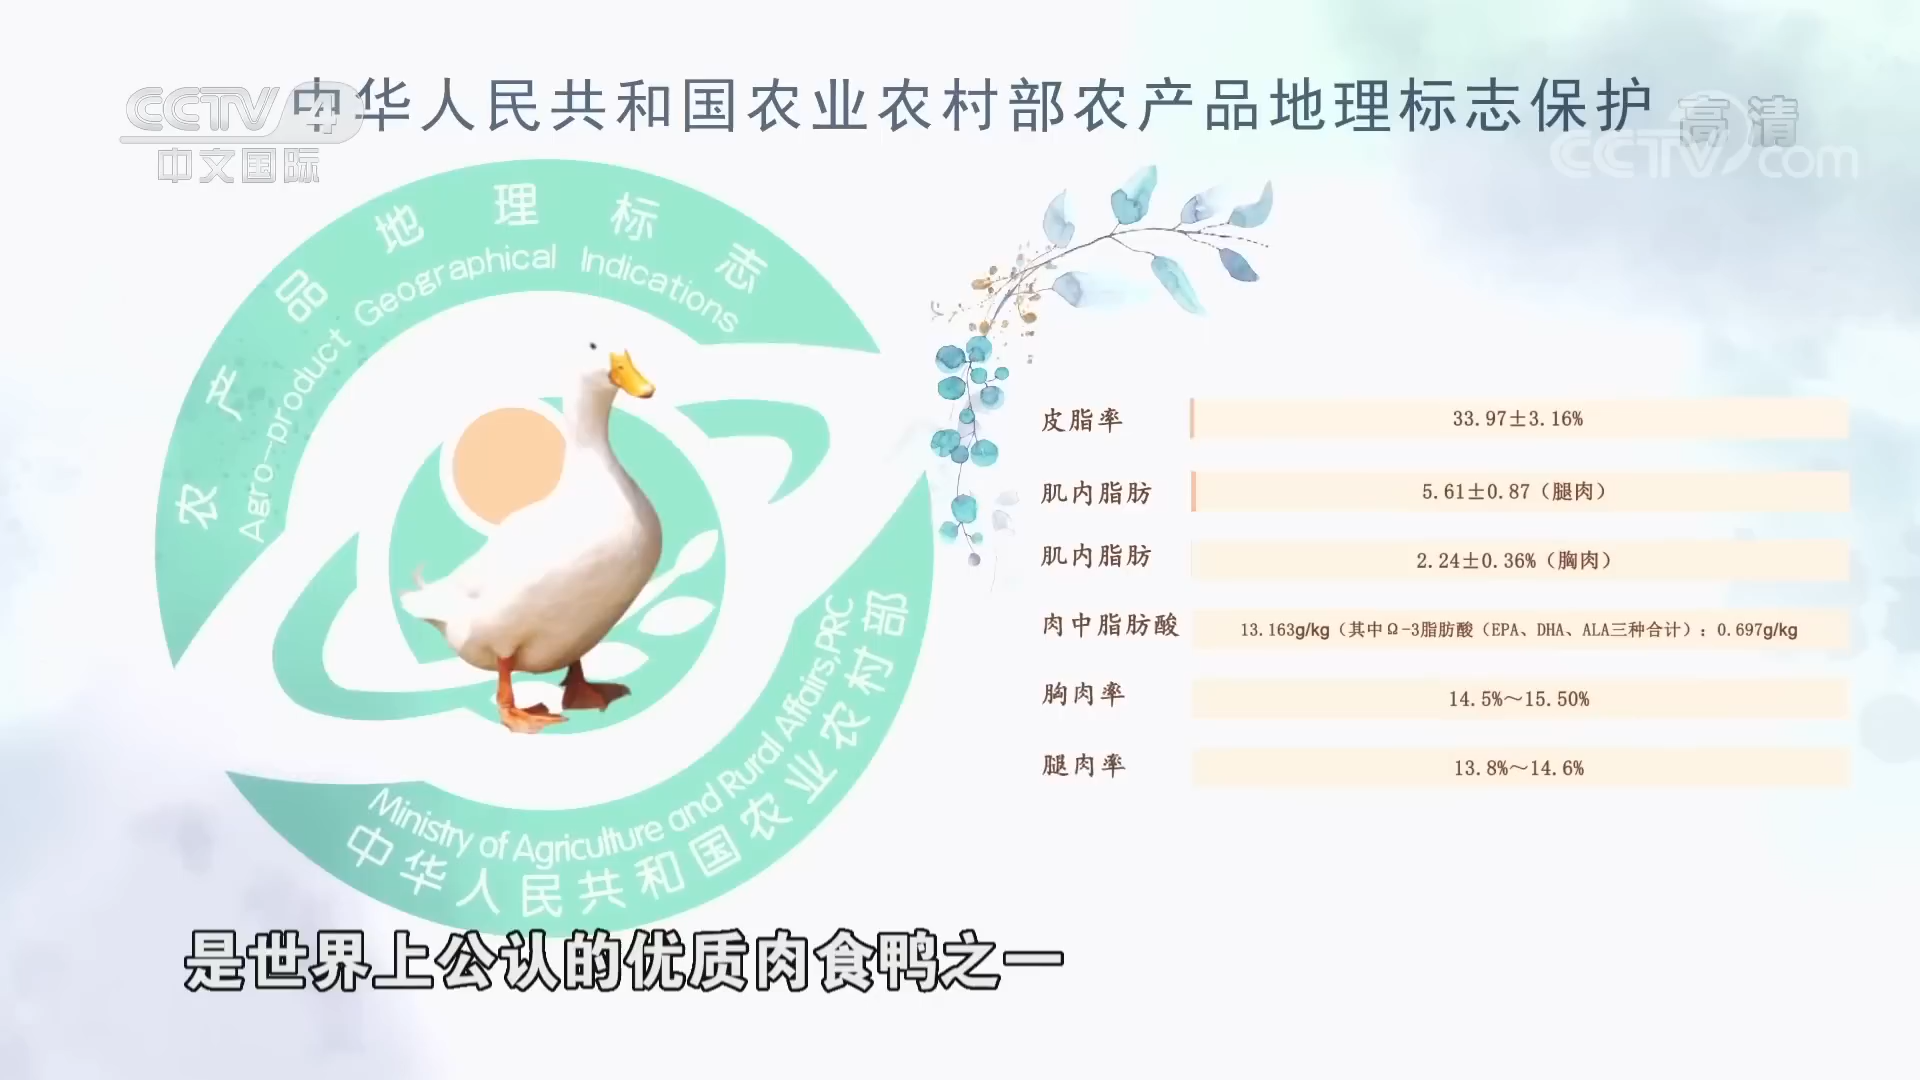 中华人民共和国农业农村部农产品地理标志保护
CCTV 4
中文国际
高清
CCTV com
农产品地理标志
Agro-product Geographical Indications
皮脂率 33.97±3.16%
肌内脂肪 5.61±0.87（腿肉）
肌内脂肪 2.24±0.36%（胸肉）
肉中脂肪酸 13.163g/kg（其中Ω-3脂肪酸（EPA、DHA、ALA三种合计）：0.697g/kg
胸肉率 14.5%～15.50%
腿肉率 13.8%～14.6%
Ministry of Agriculture and Rural Affairs,PRC
中华人民共和国农业农村部
是世界上公认的优质肉食鸭之一